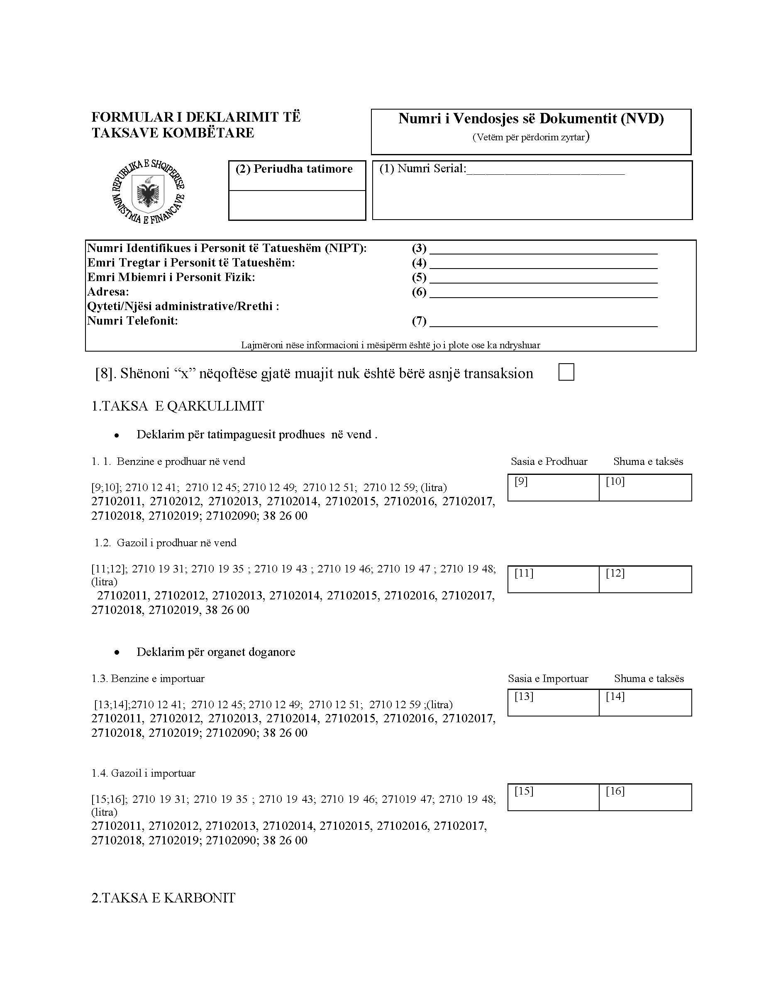 FORMULAR I DEKLARIMIT TË
TAKSAVE KOMBËTARE
Numri i Vendosjes së Dokumentit (NVD)
(Vetëm për përdorim zyrtar)
REPUBLIKA E SHQIPERISE
MINISTRIA E FINANCAVE
(2) Periudha tatimore
(1) Numri Serial:_________________________
Numri Identifikues i Personit të Tatueshëm (NIPT): (3) ____________________________________
Emri Tregtar i Personit të Tatueshëm: (4) ____________________________________
Emri Mbiemri i Personit Fizik: (5) ____________________________________
Adresa: (6) ____________________________________
Qyteti/Njësi administrative/Rrethi :
Numri Telefonit: (7) ____________________________________
Lajmëroni nëse informacioni i mësipërm është jo i plote ose ka ndryshuar
[8]. Shënoni “x” nëqoftëse gjatë muajit nuk është bërë asnjë transaksion
1.TAKSA E QARKULLIMIT
• Deklarim për tatimpaguesit prodhues në vend .
1. 1. Benzine e prodhuar në vend Sasia e Prodhuar Shuma e taksës
[9] [10]
[9;10]; 2710 12 41; 2710 12 45; 2710 12 49; 2710 12 51; 2710 12 59; (litra)
27102011, 27102012, 27102013, 27102014, 27102015, 27102016, 27102017,
27102018, 27102019; 27102090; 38 26 00
1.2. Gazoil i prodhuar në vend
[11;12]; 2710 19 31; 2710 19 35 ; 2710 19 43 ; 2710 19 46; 2710 19 47 ; 2710 19 48;
[11] [12]
(litra)
27102011, 27102012, 27102013, 27102014, 27102015, 27102016, 27102017,
27102018, 27102019, 38 26 00
• Deklarim për organet doganore
1.3. Benzine e importuar Sasia e Importuar Shuma e taksës
[13] [14]
[13;14];2710 12 41; 2710 12 45; 2710 12 49; 2710 12 51; 2710 12 59 ;(litra)
27102011, 27102012, 27102013, 27102014, 27102015, 27102016, 27102017,
27102018, 27102019; 27102090; 38 26 00
1.4. Gazoil i importuar
[15] [16]
[15;16]; 2710 19 31; 2710 19 35 ; 2710 19 43; 2710 19 46; 271019 47; 2710 19 48;
(litra)
27102011, 27102012, 27102013, 27102014, 27102015, 27102016, 27102017,
27102018, 27102019; 27102090; 38 26 00
2.TAKSA E KARBONIT